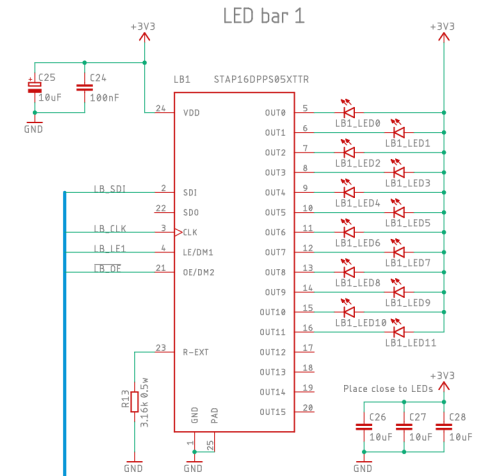 LED bar 1
+3V3
+3V3
C25
10uF
C24
100nF
GND
LB1
STAP16DPPS05XTTR
24
VDD
OUT0
5
LB1_LED0
OUT1
6
LB1_LED1
OUT2
7
LB1_LED2
OUT3
8
LB1_LED3
LB_SDI
2
SDI
OUT4
9
LB1_LED4
22
SDO
OUT5
10
LB1_LED5
LB_CLK
3
CLK
OUT6
11
LB1_LED6
LB_LE1
4
LE/DM1
OUT7
12
LB1_LED7
LB_OE
21
OE/DM2
OUT8
13
LB1_LED8
OUT9
14
LB1_LED9
OUT10
15
LB1_LED10
OUT11
16
LB1_LED11
23
R-EXT
OUT12
17
OUT13
18
OUT14
19
OUT15
20
R13
3.16k 0.5w
GND
PAD
1
25
GND
GND
+3V3
Place close to LEDs
C26
10uF
C27
10uF
C28
10uF
GND